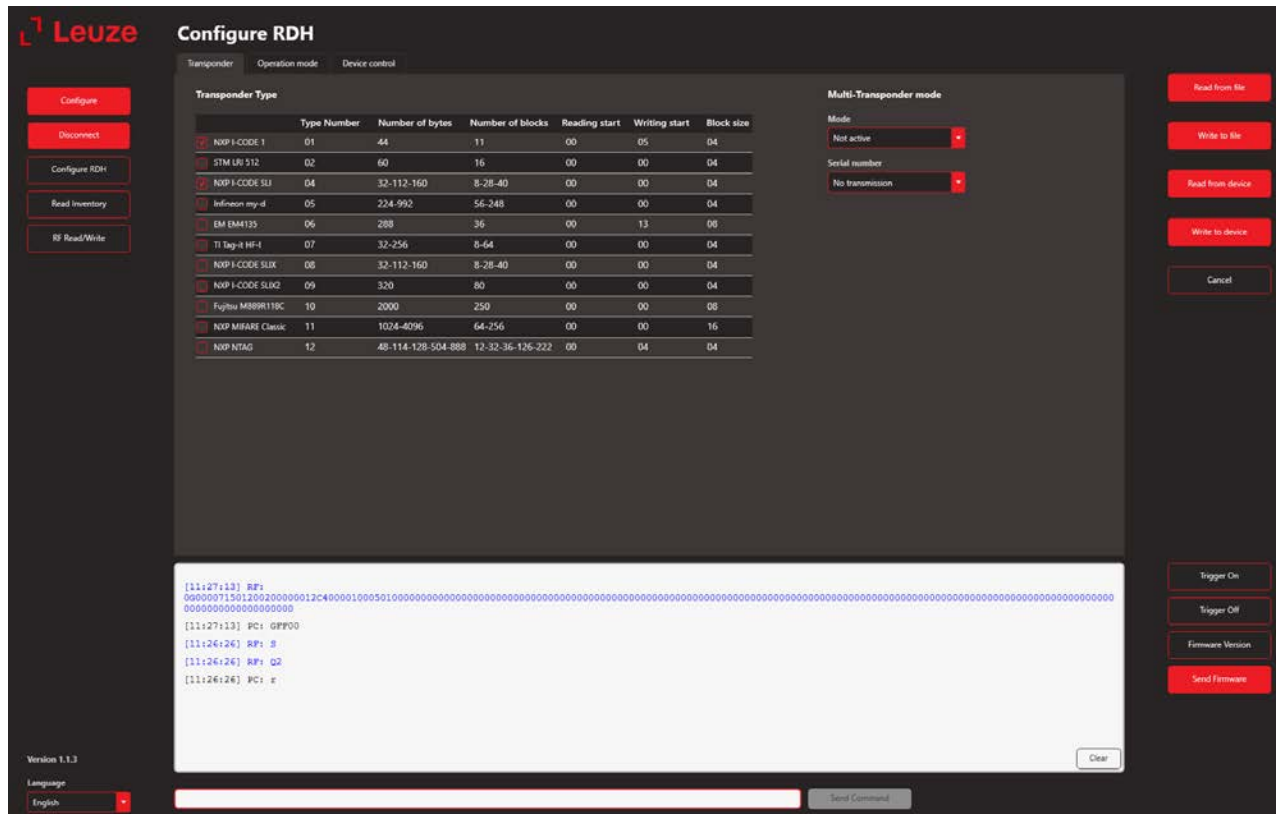 Leuze
Configure RDH
Transponder Operation mode Device control
Configure
Disconnect
Configure RDH
Read Inventory
RF Read/Write
Transponder Type
Type Number Number of bytes Number of blocks Reading start Writing start Block size
NXP I-CODE 1 01 44 11 00 05 04
STM LRI 512 02 60 16 00 00 04
NXP I-CODE SLI 04 32-112-160 8-28-40 00 00 04
Infineon my-d 05 224-992 56-248 00 00 04
EM EM4135 06 288 36 00 13 08
TI Tag-it HF-I 07 32-256 8-64 00 00 04
NXP I-CODE SLIX 08 32-112-160 8-28-40 00 00 04
NXP I-CODE SLIX2 09 320 80 00 00 04
Fujitsu MB89R118C 10 2000 250 00 00 08
NXP MIFARE Classic 11 1024-4096 64-256 00 00 16
NXP NTAG 12 48-114-128-504-888 12-32-36-126-222 00 04 04
Multi-Transponder mode
Mode
Not active
Serial number
No transmission
Read from file
Write to file
Read from device
Write to device
Cancel
[11:27:13] RF:
[11:27:13] PC: GFF00
[11:26:26] RF: S
[11:26:26] RF: Q2
[11:26:26] PC: r
Clear
Trigger On
Trigger Off
Firmware Version
Send Firmware
Version 1.1.3
Language
English
Send Command